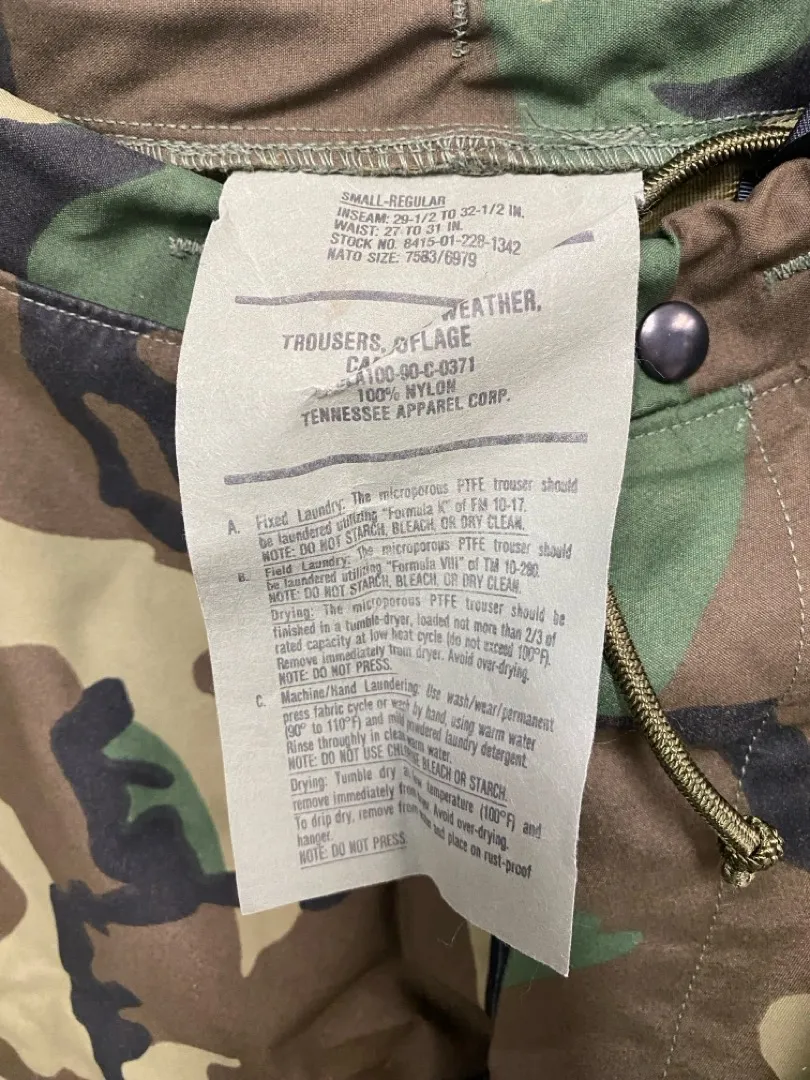 SMALL-REGULAR
INSEAM: 29-1/2 TO 32-1/2 IN.
WAIST: 27 TO 31 IN.
STOCK NO. 8415-01-228-1342
NATO SIZE: 7583/6979
WEATHER,
TROUSERS, OFLAGE
CA
A100-90-C-0371
100% NYLON
TENNESSEE APPAREL CORP.
A. Fixed Laundry: The microporous PTFE trouser should
be laundered utilizing "Formula K" of FM 10-17.
NOTE: DO NOT STARCH, BLEACH, OR DRY CLEAN.
B. Field Laundry: The microporous PTFE trouser should
be laundered utilizing "Formula VIII" of TM 10-280.
NOTE: DO NOT STARCH, BLEACH, OR DRY CLEAN.
Drying: The microporous PTFE trouser should be
finished in a tumble-dryer, loaded not more than 2/3 of
rated capacity at low heat cycle (do not exceed 100°F).
Remove immediately from dryer. Avoid over-drying.
NOTE: DO NOT PRESS.
C. Machine/Hand Laundering: Use wash/wear/permanent
press fabric cycle or wash by hand, using warm water
(90° to 110°F) and mild powdered laundry detergent.
Rinse thoroughly in clean warm water.
NOTE: DO NOT USE CHLORINE BLEACH OR STARCH.
Drying: Tumble dry at low temperature (100°F) and
remove immediately from dryer. Avoid over-drying.
To drip dry, remove from and place on rust-proof
hanger.
NOTE: DO NOT PRESS.